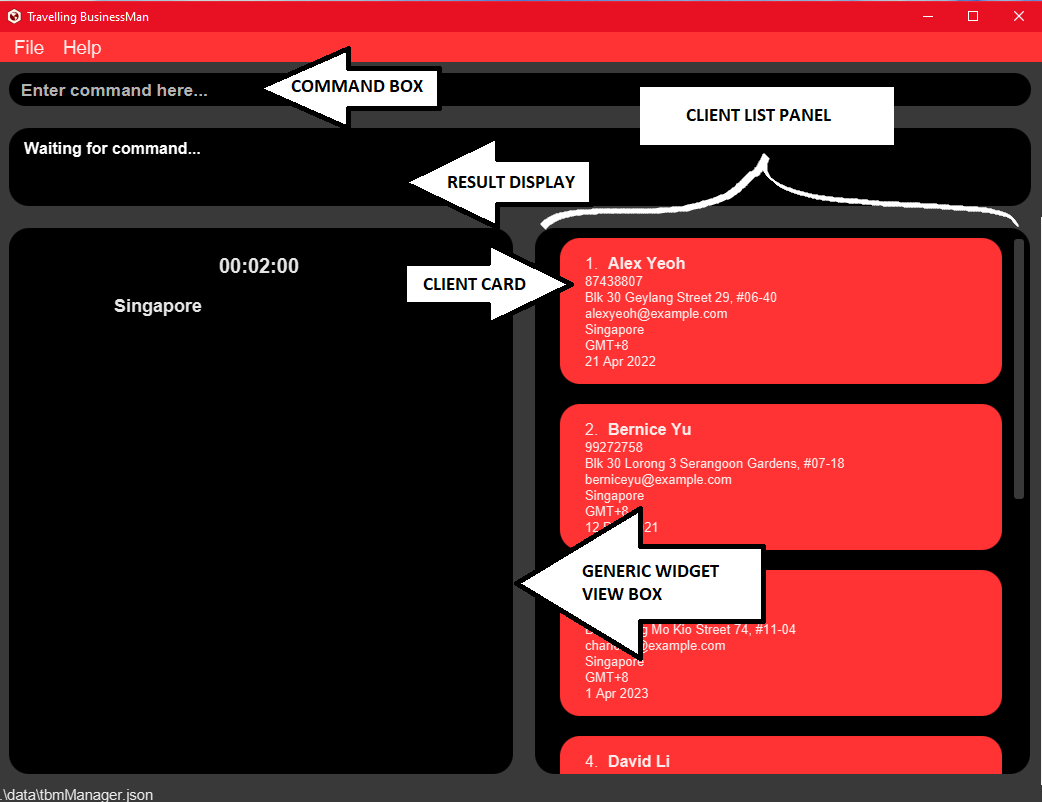 Travelling BusinessMan
File Help
Enter command here...
COMMAND BOX
CLIENT LIST PANEL
Waiting for command...
RESULT DISPLAY
00:02:00
Singapore
CLIENT CARD
1. Alex Yeoh
87438807
Blk 30 Geylang Street 29, #06-40
alexyeoh@example.com
Singapore
GMT+8
21 Apr 2022
2. Bernice Yu
99272758
Blk 30 Lorong 3 Serangoon Gardens, #07-18
berniceyu@example.com
Singapore
GMT+8
12 21
GENERIC WIDGET
VIEW BOX
Mo Kio Street 74, #11-04
@example.com
Singapore
GMT+8
1 Apr 2023
4. David Li
.\data\tbmManager.json